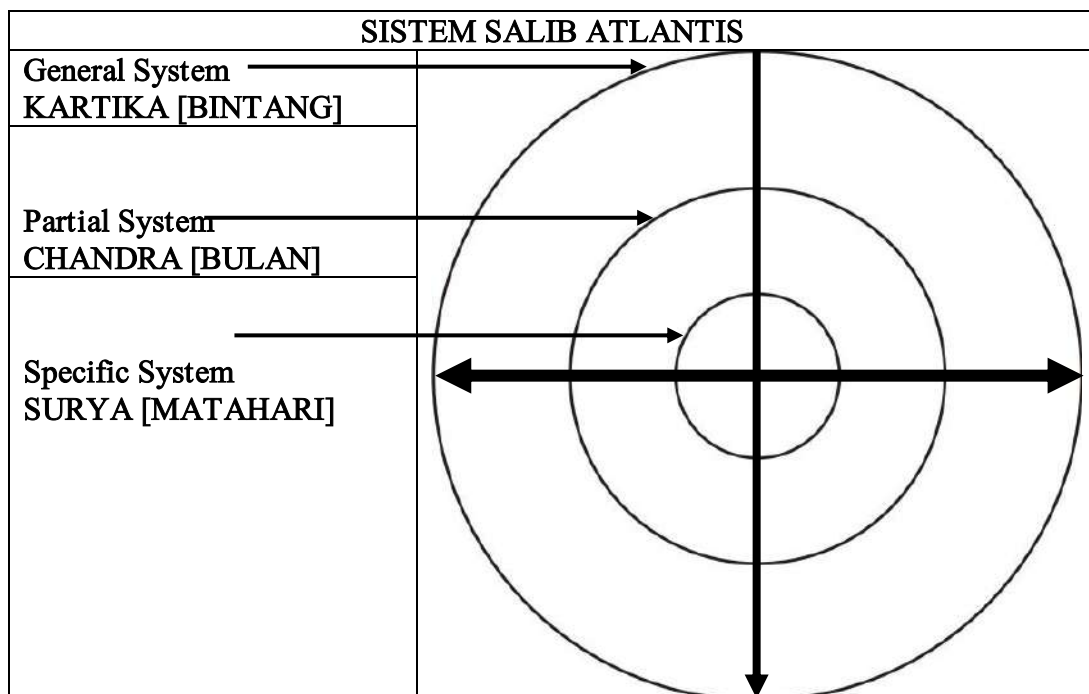 SISTEM SALIB ATLANTIS
General System
KARTIKA [BINTANG]
Partial System
CHANDRA [BULAN]
Specific System
SURYA [MATAHARI]